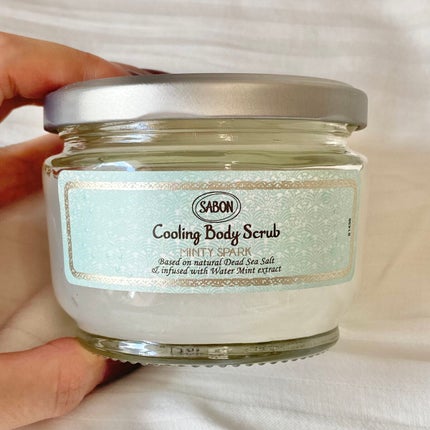 SABON
Cooling Body Scrub
MINTY SPARK
Based on natural Dead Sea Salt
& infused with Water Mint extract